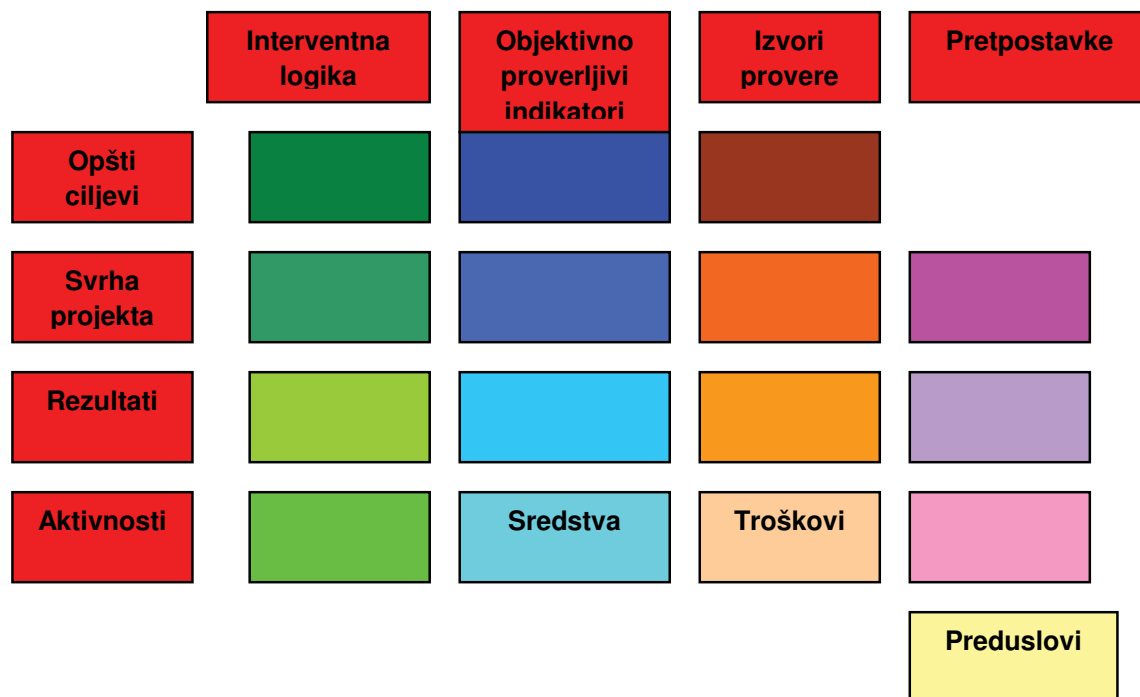 Interventna
logika
Objektivno
proverljivi
indikatori
Izvori
provere
Pretpostavke
Opšti
ciljevi
Svrha
projekta
Rezultati
Aktivnosti
Sredstva
Troškovi
Preduslovi